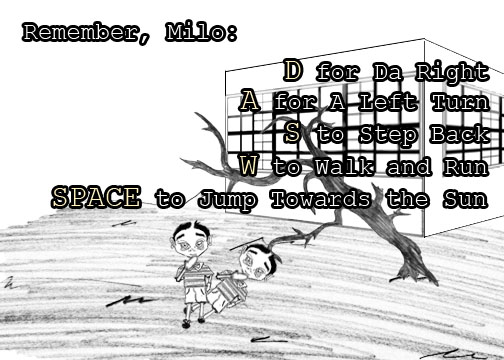 Remember, Milo:
D for Da Right
A for A Left Turn
S to Step Back
W to Walk and Run
SPACE to Jump Towards the Sun